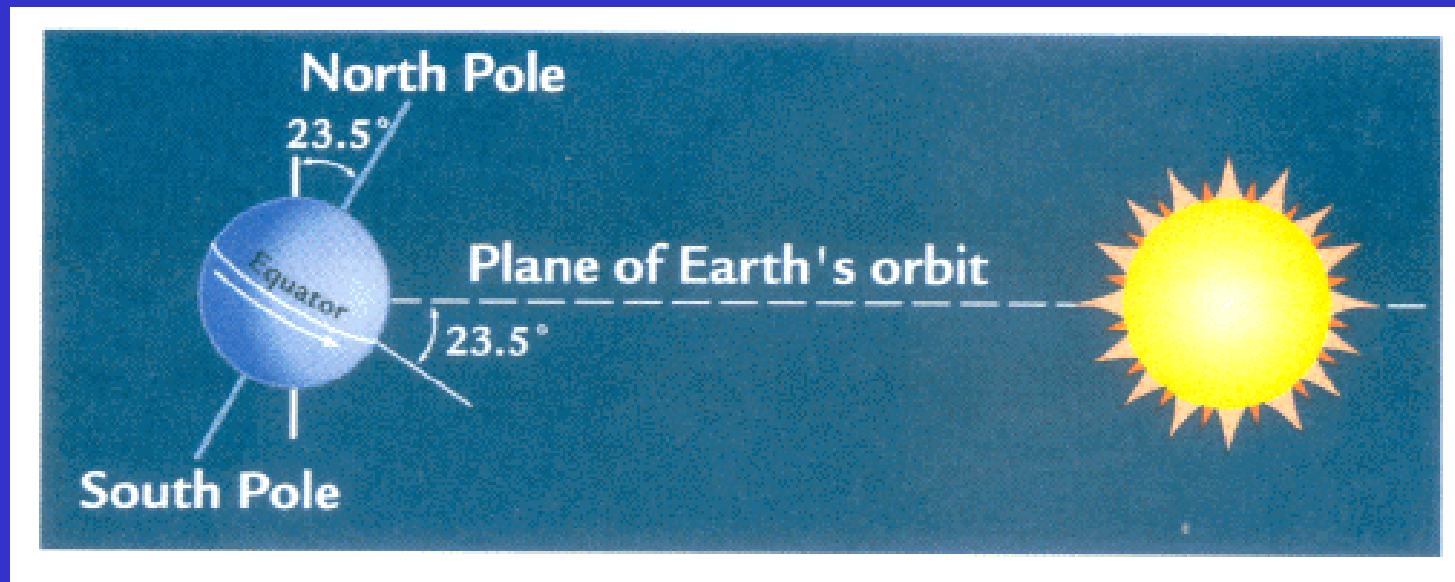 North Pole
23.5°
Equator
Plane of Earth's orbit
23.5°
South Pole